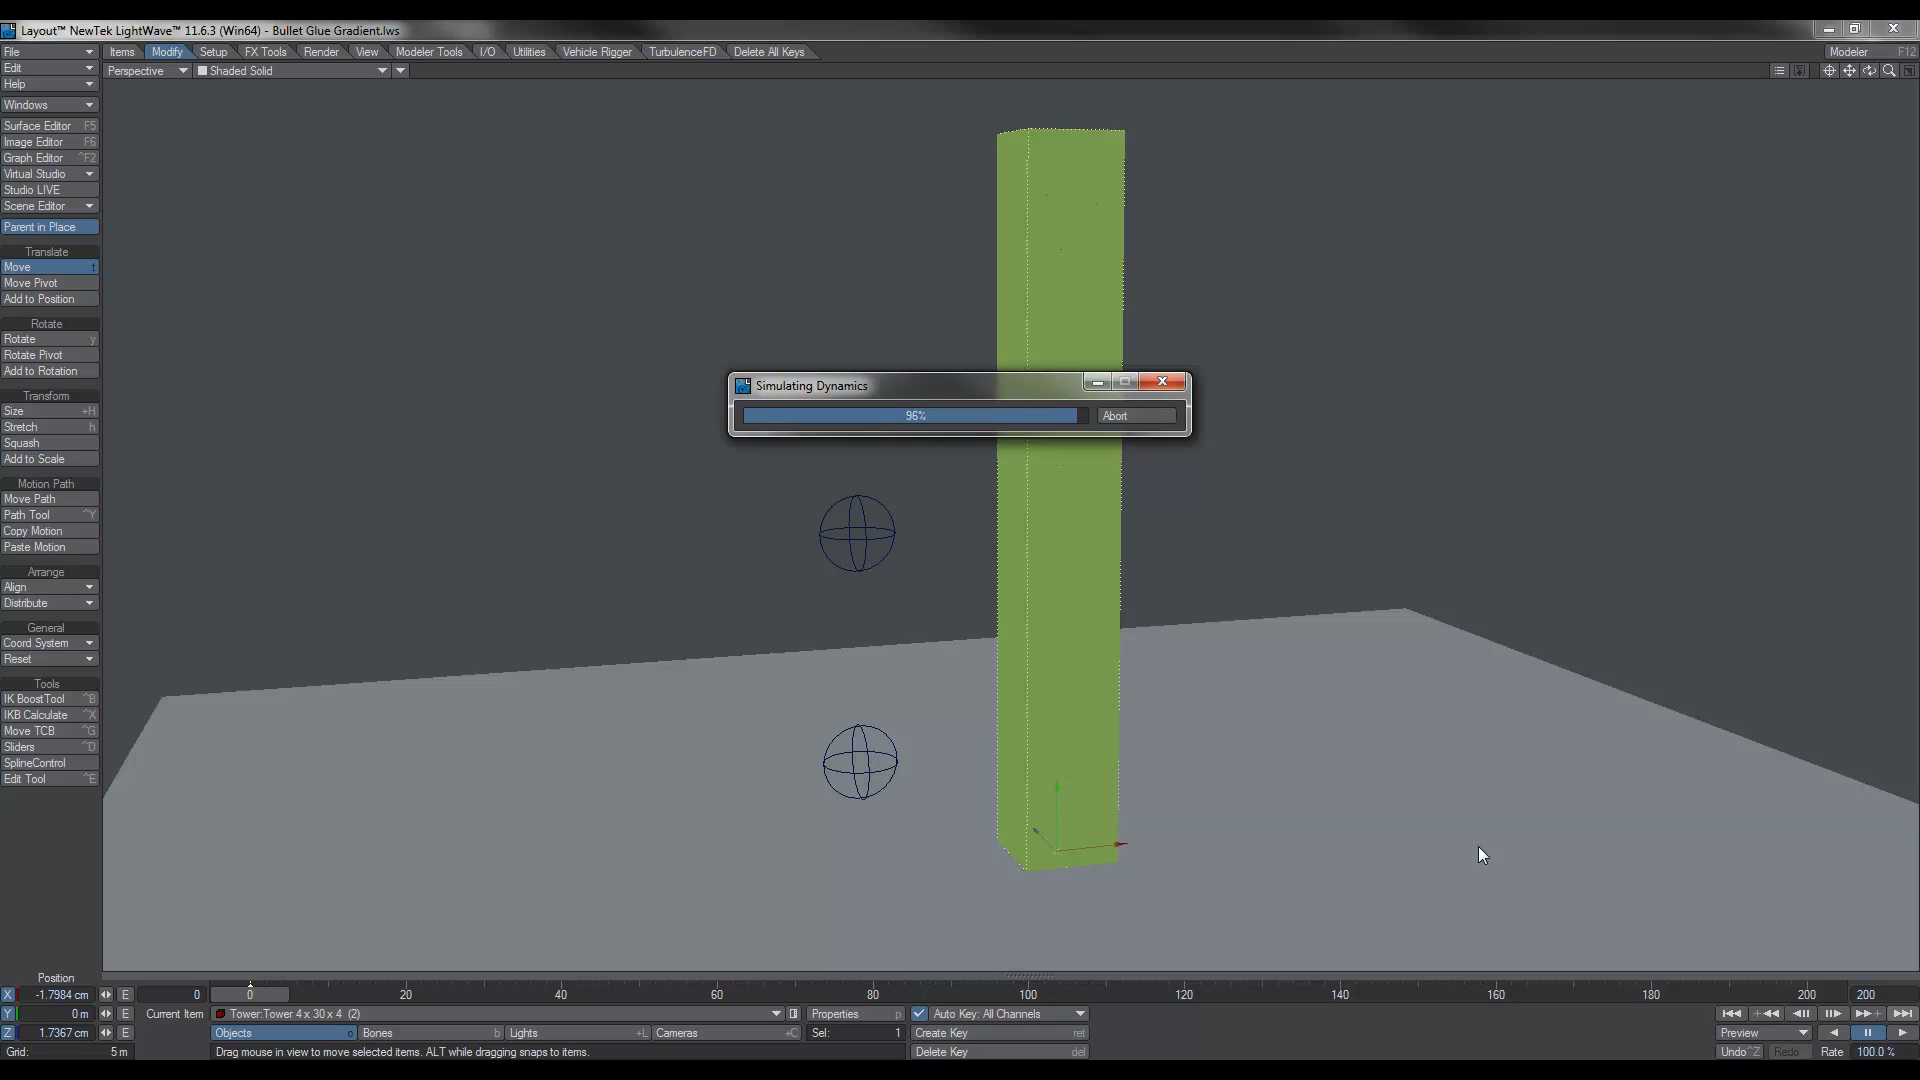 Layout™ NewTek LightWave™ 11.6.3 (Win64) - Bullet Glue Gradient.lws
File
Items
Modify
Setup
FX Tools
Render
View
Modeler Tools
I/O
Utilities
Vehicle Rigger
TurbulenceFD
Delete All Keys
Modeler F12
Edit
Perspective
Shaded Solid
Help
Windows
Surface Editor F5
Image Editor F6
Graph Editor ^F2
Virtual Studio
Studio LIVE
Scene Editor
Parent in Place
Translate
Move t
Move Pivot
Add to Position
Rotate
Rotate y
Rotate Pivot
Add to Rotation
Transform
Size +H
Stretch h
Squash
Add to Scale
Motion Path
Move Path
Path Tool ^Y
Copy Motion
Paste Motion
Arrange
Align
Distribute
General
Coord System
Reset
Tools
IK BoostTool ^B
IKB Calculate ^X
Move TCB ^G
Sliders ^D
SplineControl
Edit Tool ^E
Simulating Dynamics
96%
Abort
Position
X -1.7984 cm E 0 0 20 40 60 80 100 120 140 160 180 200 200
Y 0 m E Current Item Tower:Tower 4 x 30 x 4 (2) Properties p Auto Key: All Channels
Z 1.7367 cm E Objects o Bones b Lights +L Cameras +C Sel: 1 Create Key ret Preview
Grid: 5 m Drag mouse in view to move selected items. ALT while dragging snaps to items. Delete Key del Undo ^Z Redo Rate 100.0 %